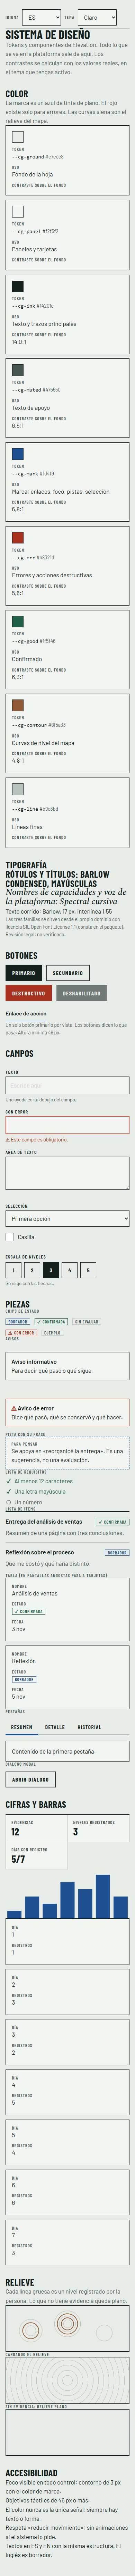 IDIOMA ES TEMA Claro
SISTEMA DE DISEÑO
Tokens y componentes de Elevation. Todo lo que
se ve en la plataforma sale de aquí. Los
contrastes se calculan con los valores reales, en
el tema que tengas activo.
COLOR
La marca es un azul de tinta de plano. El rojo
existe solo para errores. Las curvas siena son el
relieve del mapa.
TOKEN
--cg-ground
USO
Fondo de la hoja
CONTRASTE SOBRE EL FONDO
TOKEN
--cg-panel
USO
Paneles y tarjetas
CONTRASTE SOBRE EL FONDO
TOKEN
--cg-ink
USO
Texto y trazos principales
CONTRASTE SOBRE EL FONDO
14,0:1
TOKEN
--cg-muted
USO
Texto de apoyo
CONTRASTE SOBRE EL FONDO
6,5:1
TOKEN
--cg-mark
USO
Marca: enlaces, foco, pistas, selección
CONTRASTE SOBRE EL FONDO
6,8:1
TOKEN
--cg-err
USO
Errores y acciones destructivas
CONTRASTE SOBRE EL FONDO
5,6:1
TOKEN
--cg-good
USO
Confirmado
CONTRASTE SOBRE EL FONDO
6,3:1
TOKEN
--cg-contour
USO
Curvas de nivel del mapa
CONTRASTE SOBRE EL FONDO
4,8:1
TOKEN
--cg-line
USO
Líneas finas
CONTRASTE SOBRE EL FONDO
TIPOGRAFÍA
RÓTULOS Y TÍTULOS: BARLOW
CONDENSED, MAYÚSCULAS
Nombres de capacidades y voz de
la plataforma: Spectral cursiva
Texto corrido: Barlow, 17 px, interlínea 1,55
Las tres familias se sirven desde el propio dominio con
licencia SIL Open Font License 1.1 (consta en el paquete).
Revisión legal: no verificada.
BOTONES
PRIMARIO
SECUNDARIO
DESTRUCTIVO
DESHABILITADO
Enlace de acción
Un solo botón primario por vista. Los botones dicen lo que
pasa. Altura mínima 46 px.
CAMPOS
TEXTO
Escribe aquí
Una ayuda corta debajo del campo.
CON ERROR
⚠ Este campo es obligatorio.
ÁREA DE TEXTO
SELECCIÓN
Primera opción
Casilla
ESCALA DE NIVELES
1 2 3 4 5
Se elige con las flechas.
PIEZAS
CHIPS DE ESTADO
BORRADOR ✓ CONFIRMADA SIN EVALUAR
⚠ CON ERROR EJEMPLO
AVISOS
Aviso informativo
Dice qué pasó y qué sigue.
⚠ Aviso de error
Dice qué pasó, qué se conservó y qué hacer.
PISTA CON SU FRASE
PARA PENSAR
Se apoya en «reorganicé la entrega». Es una
sugerencia, no una evaluación.
LISTA DE REQUISITOS
✓ Al menos 12 caracteres
✓ Una letra mayúscula
○ Un número
LISTA DE ITEMS
Entrega del análisis de ventas ✓ CONFIRMADA
Resumen de una página con tres conclusiones.
Reflexión sobre el proceso BORRADOR
Qué me costó y qué haría distinto.
TABLA (EN PANTALLAS ANGOSTAS PASA A TARJETAS)
NOMBRE
Análisis de ventas
ESTADO
✓ CONFIRMADA
FECHA
3 nov
NOMBRE
Reflexión
ESTADO
BORRADOR
FECHA
5 nov
PESTAÑAS
RESUMEN DETALLE HISTORIAL
Contenido de la primera pestaña.
DIÁLOGO MODAL
ABRIR DIÁLOGO
CIFRAS Y BARRAS
EVIDENCIAS
12
NIVELES REGISTRADOS
3
DÍAS CON REGISTRO
5/7
DÍA
1
REGISTROS
1
DÍA
2
REGISTROS
3
DÍA
3
REGISTROS
2
DÍA
4
REGISTROS
5
DÍA
5
REGISTROS
4
DÍA
6
REGISTROS
6
DÍA
7
REGISTROS
3
RELIEVE
Cada línea gruesa es un nivel registrado por la
persona. Lo que no tiene evidencia queda plano.
CARGANDO EL RELIEVE
SIN EVIDENCIA: RELIEVE PLANO
ACCESIBILIDAD
Foco visible en todo control: contorno de 3 px
con el color de marca.
Objetivos táctiles de 46 px o más.
El color nunca es la única señal: siempre hay
texto o forma.
Respeta «reducir movimiento»: sin animaciones
si el sistema lo pide.
Textos en ES y EN con la misma estructura. El
inglés es borrador.